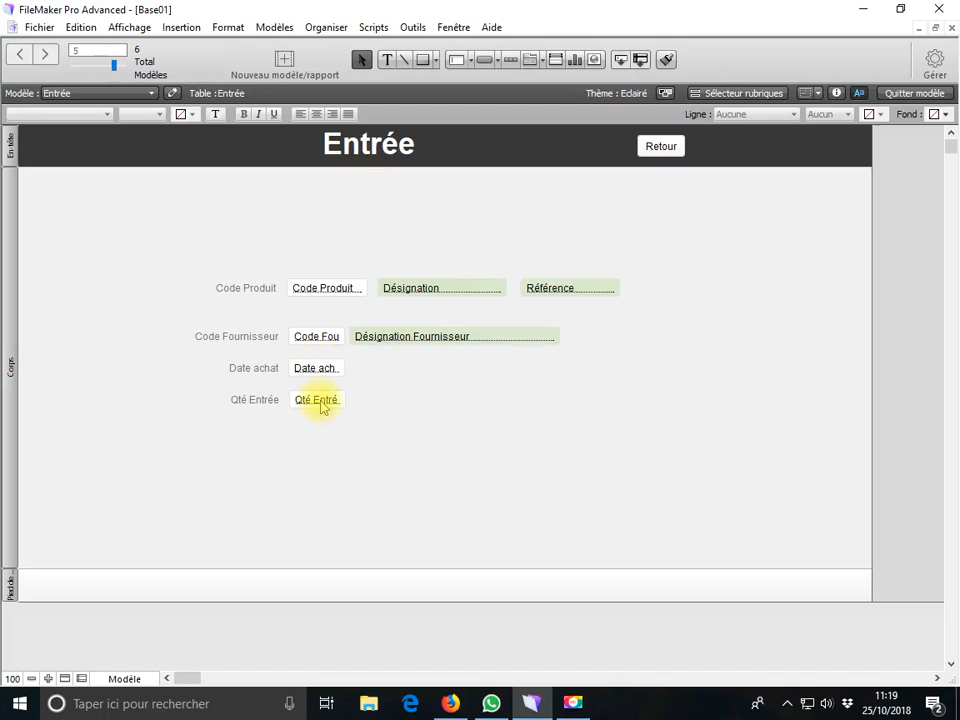 FileMaker Pro Advanced - [Base01]
Fichier Edition Affichage Insertion Format Modèles Organiser Scripts Outils Fenêtre Aide
5
6
Total
Modèles
Nouveau modèle/rapport
Gérer
Modèle : Entrée
Table : Entrée
Thème : Eclairé
Sélecteur rubriques
Aa
Quitter modèle
T B I U
Ligne : Aucune
Aucun
Fond :
En-tête
Entrée
Retour
Code Produit Code Produit Désignation Référence
Code Fournisseur Code Fou Désignation Fournisseur
Corps
Date achat Date ach
Qté Entrée Qté Entré
Pied de ...
100
Modèle
Taper ici pour rechercher
11:19
25/10/2018
2